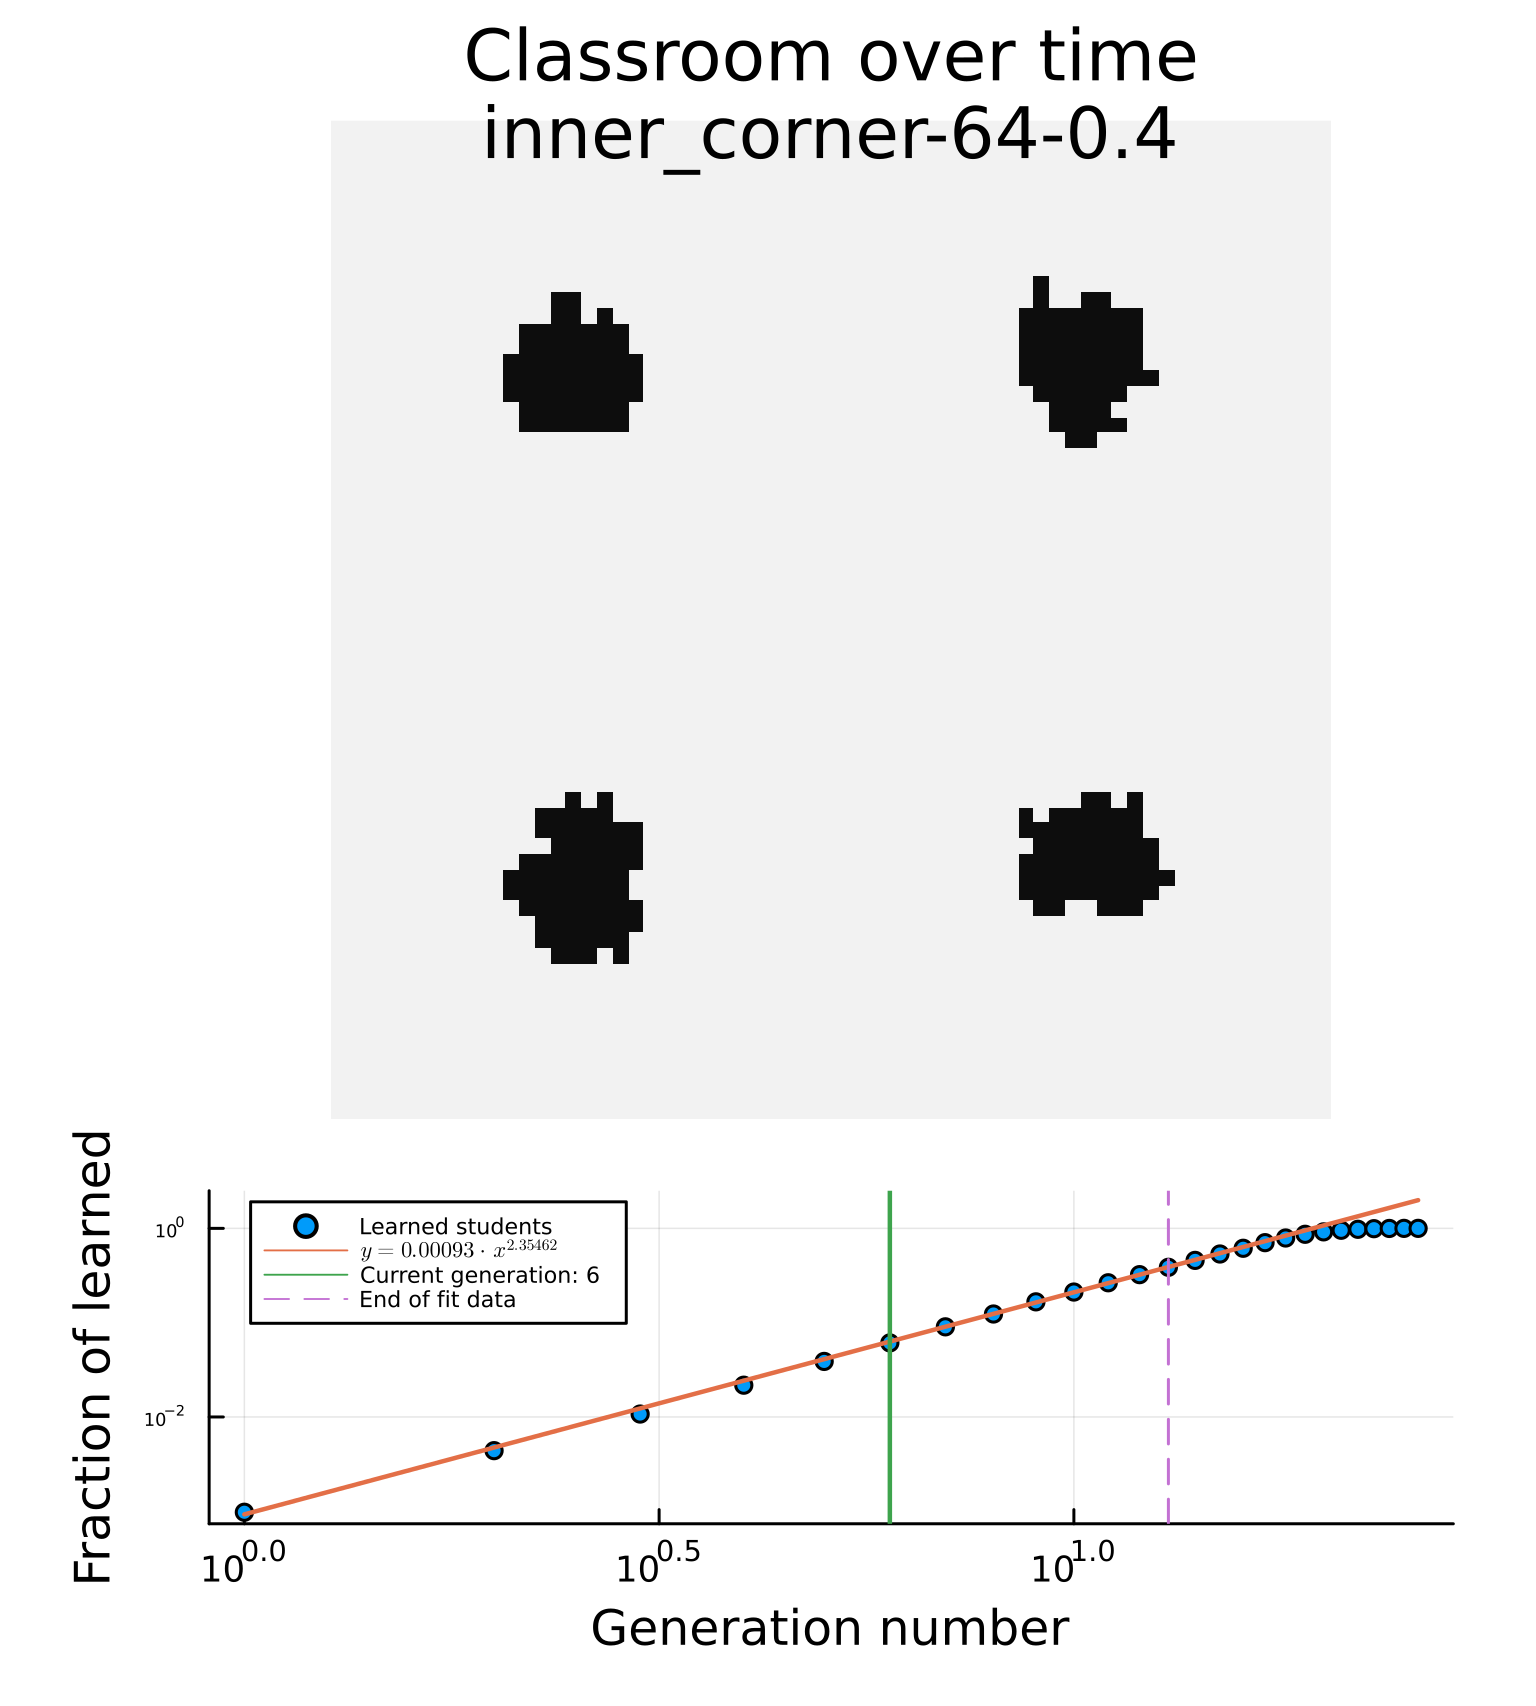 Classroom over time
inner_corner-64-0.4
Fraction of learned
10^0
10^−2
Learned students
y = 0.00093 · x^2.35462
Current generation: 6
End of fit data
10^0.0 10^0.5 10^1.0
Generation number